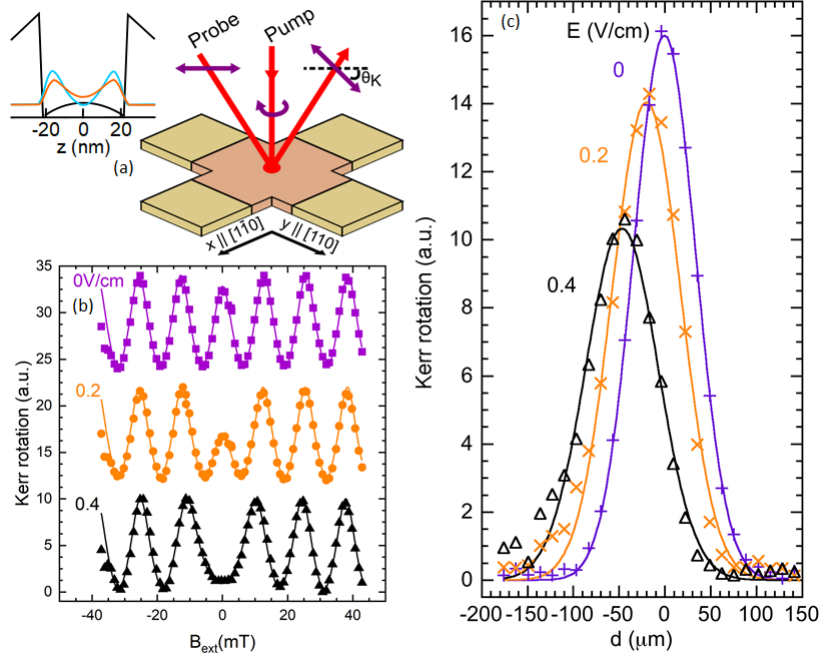 Probe
Pump
θK
-20 0 20
z (nm)
(a)
x || [11̄0]
y || [110]
35
30
25
20
15
10
5
0
0V/cm
(b)
0.2
0.4
Kerr rotation (a.u.)
-40 -20 0 20 40
Bext(mT)
(c)
E (V/cm)
0
0.2
0.4
16
14
12
10
8
6
4
2
0
Kerr rotation (a.u.)
-200 -150 -100 -50 0 50 100 150
d (μm)